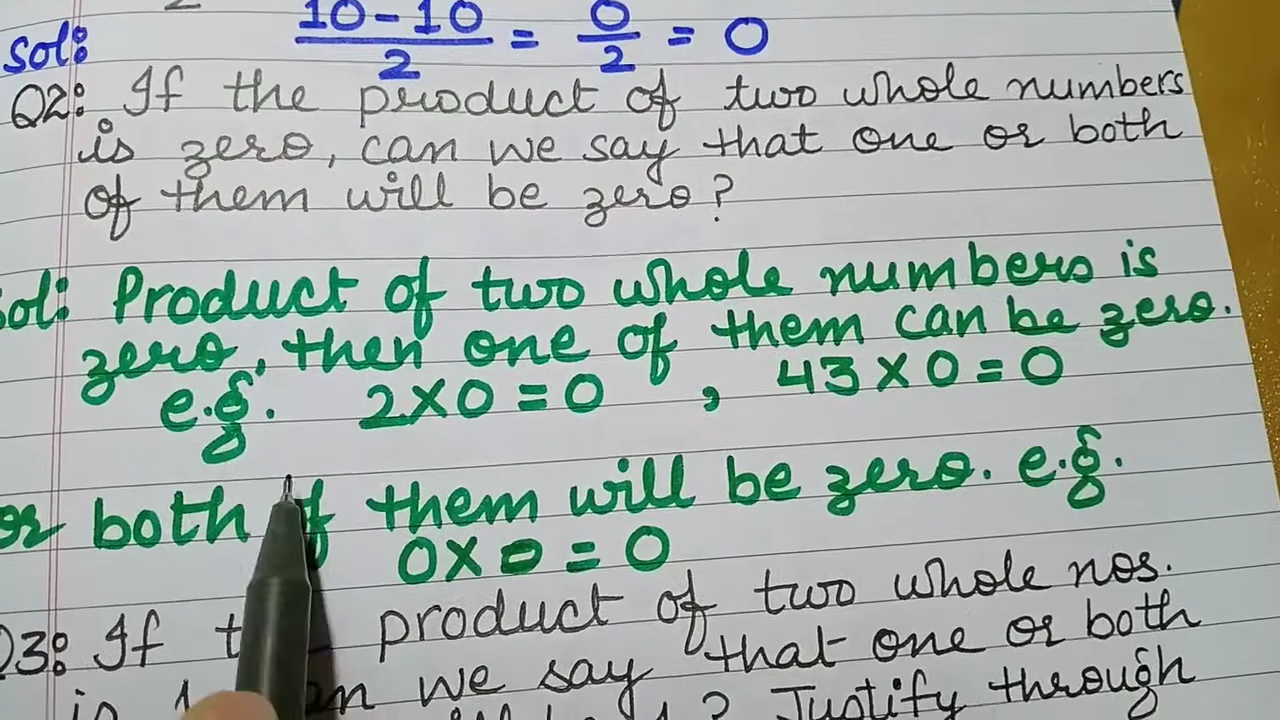 sol: 10-10/2 = 0/2 = 0
Q2: If the product of two whole numbers
is zero, can we say that one or both
of them will be zero?
sol: Product of two whole numbers is
zero, then one of them can be zero.
e.g. 2×0=0 , 43×0=0
or both of them will be zero. e.g.
0×0=0
Q3: If product of two whole nos.
is 1 we say that one or both
? Justify through